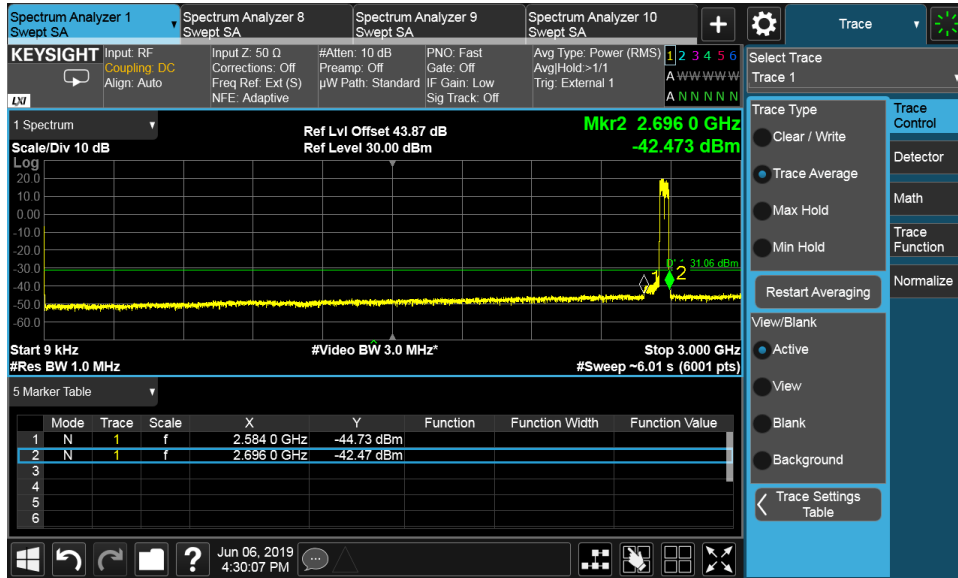 Spectrum Analyzer 1
Swept SA
Spectrum Analyzer 8
Swept SA
Spectrum Analyzer 9
Swept SA
Spectrum Analyzer 10
Swept SA
+
Trace
KEYSIGHT
LXI
Input: RF
Coupling: DC
Align: Auto
Input Z: 50 Ω
Corrections: Off
Freq Ref: Ext (S)
NFE: Adaptive
#Atten: 10 dB
Preamp: Off
µW Path: Standard
PNO: Fast
Gate: Off
IF Gain: Low
Sig Track: Off
Avg Type: Power (RMS)
Avg|Hold:>1/1
Trig: External 1
1 2 3 4 5 6
A W W W W W
A N N N N N
Select Trace
Trace 1
1 Spectrum
Scale/Div 10 dB
Ref Lvl Offset 43.87 dB
Ref Level 30.00 dBm
Mkr2 2.696 0 GHz
-42.473 dBm
Log
20.0
10.0
0.00
-10.0
-20.0
-30.0
-40.0
-50.0
-60.0
31.06 dBm
1
2
Start 9 kHz
#Res BW 1.0 MHz
#Video BW 3.0 MHz*
Stop 3.000 GHz
#Sweep ~6.01 s (6001 pts)
5 Marker Table
Mode Trace Scale X Y Function Function Width Function Value
1 N 1 f 2.584 0 GHz -44.73 dBm
2 N 1 f 2.696 0 GHz -42.47 dBm
3
4
5
6
Trace Type
Clear / Write
Trace Average
Max Hold
Min Hold
Restart Averaging
View/Blank
Active
View
Blank
Background
Trace Settings
Table
Trace
Control
Detector
Math
Trace
Function
Normalize
?
Jun 06, 2019
4:30:07 PM